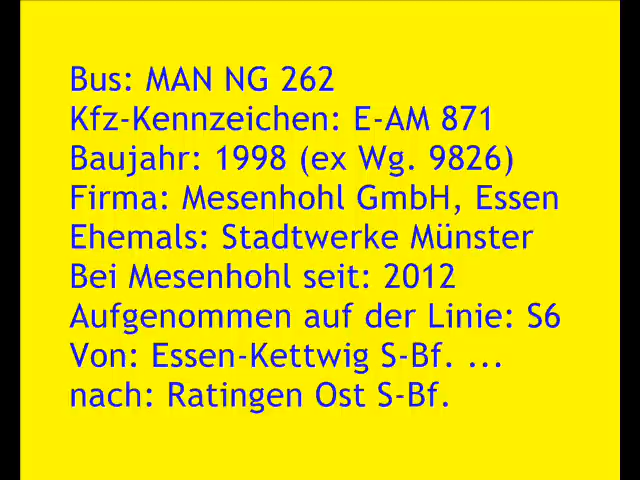 Bus: MAN NG 262
Kfz-Kennzeichen: E-AM 871
Baujahr: 1998 (ex Wg. 9826)
Firma: Mesenhohl GmbH, Essen
Ehemals: Stadtwerke Münster
Bei Mesenhohl seit: 2012
Aufgenommen auf der Linie: S6
Von: Essen-Kettwig S-Bf. ...
nach: Ratingen Ost S-Bf.